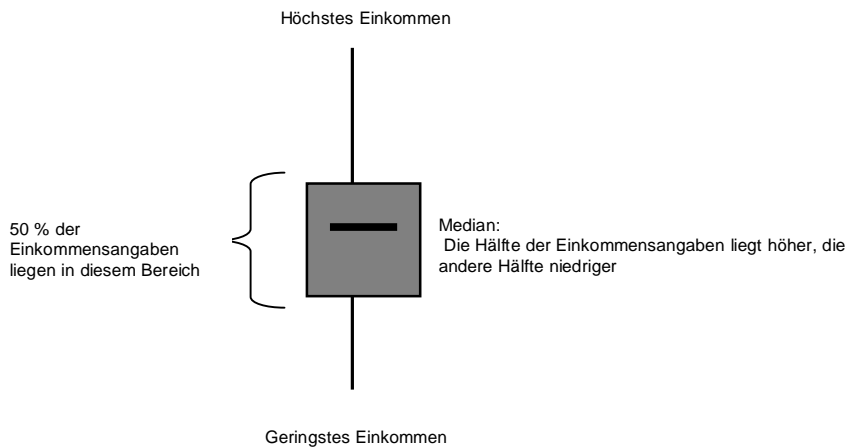 Höchstes Einkommen
50 % der
Einkommensangaben
liegen in diesem Bereich
Median:
Die Hälfte der Einkommensangaben liegt höher, die
andere Hälfte niedriger
Geringstes Einkommen